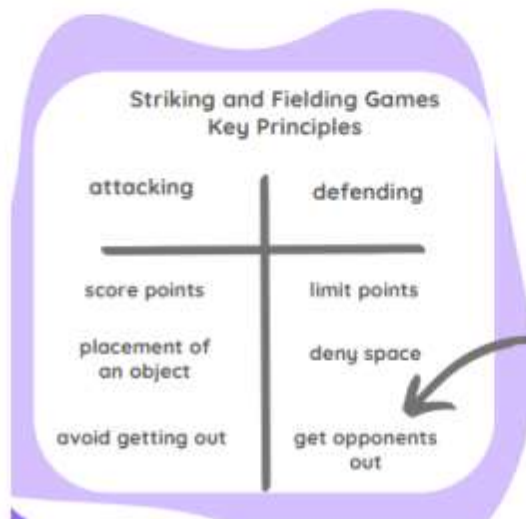 Striking and Fielding Games
Key Principles
attacking
defending
score points
limit points
placement of
an object
deny space
avoid getting out
get opponents
out